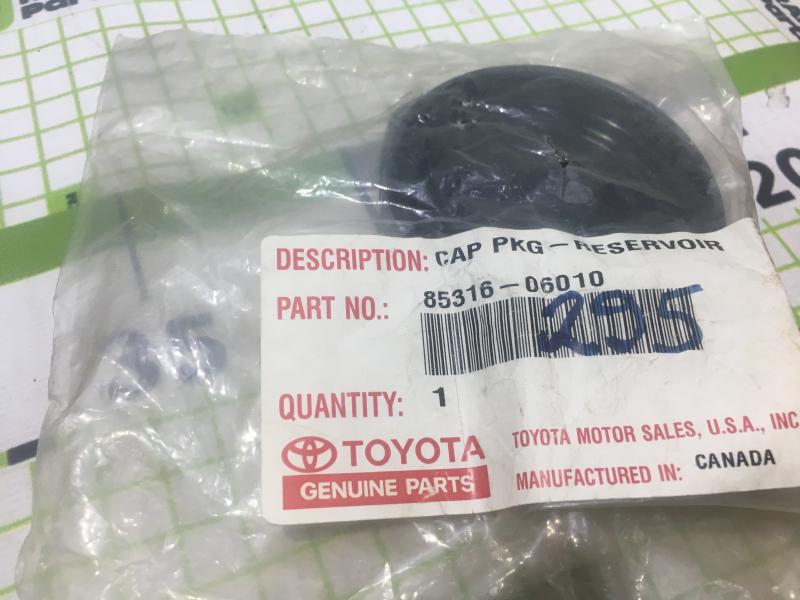 DESCRIPTION: CAP PKG-RESERVOIR
PART NO.: 85316-06010
295
QUANTITY: 1
TOYOTA
GENUINE PARTS
TOYOTA MOTOR SALES, U.S.A., INC
MANUFACTURED IN: CANADA